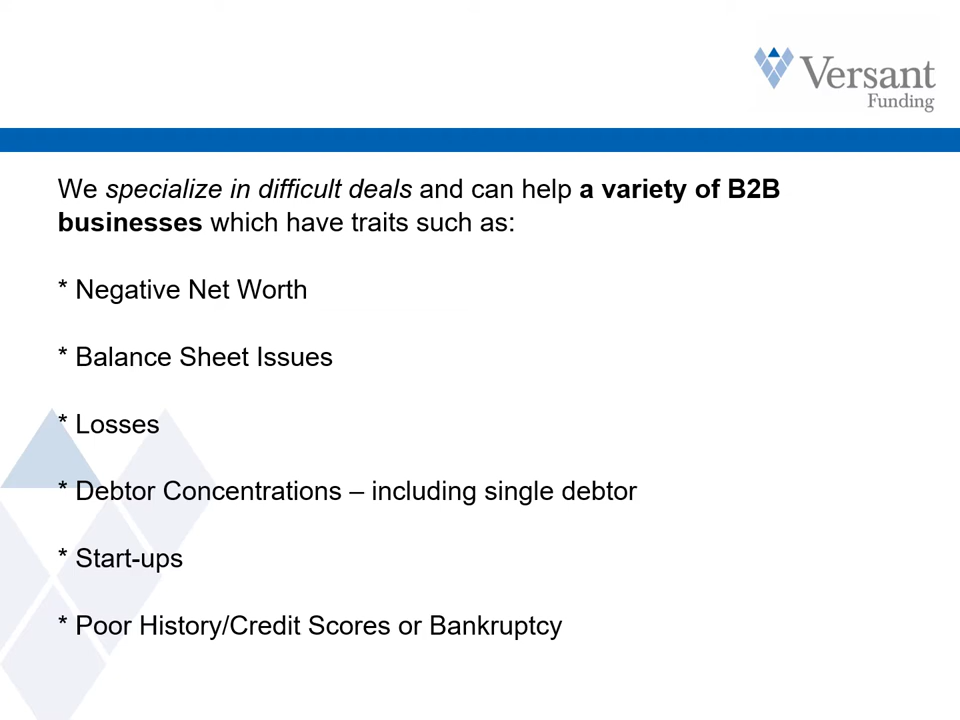 Versant
Funding
We specialize in difficult deals and can help a variety of B2B
businesses which have traits such as:
* Negative Net Worth
* Balance Sheet Issues
* Losses
* Debtor Concentrations – including single debtor
* Start-ups
* Poor History/Credit Scores or Bankruptcy